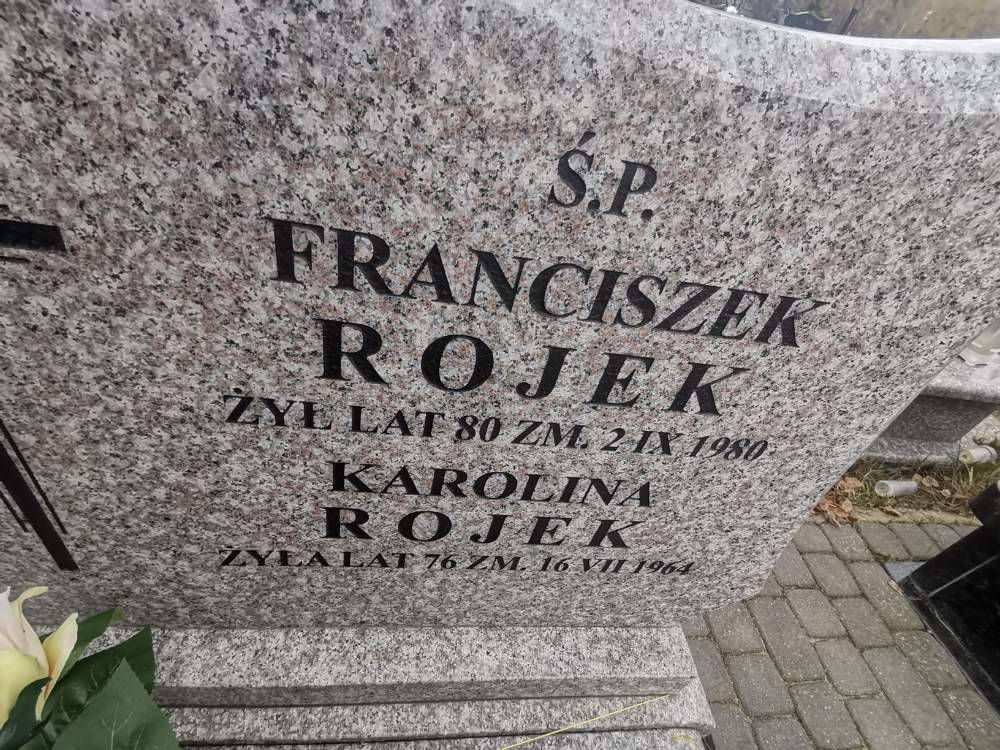 Ś.P.
FRANCISZEK
ROJEK
ŻYŁ LAT 80 ZM. 2 IX 1980
KAROLINA
ROJEK
ŻYŁA LAT 76 ZM. 16 VII 1964